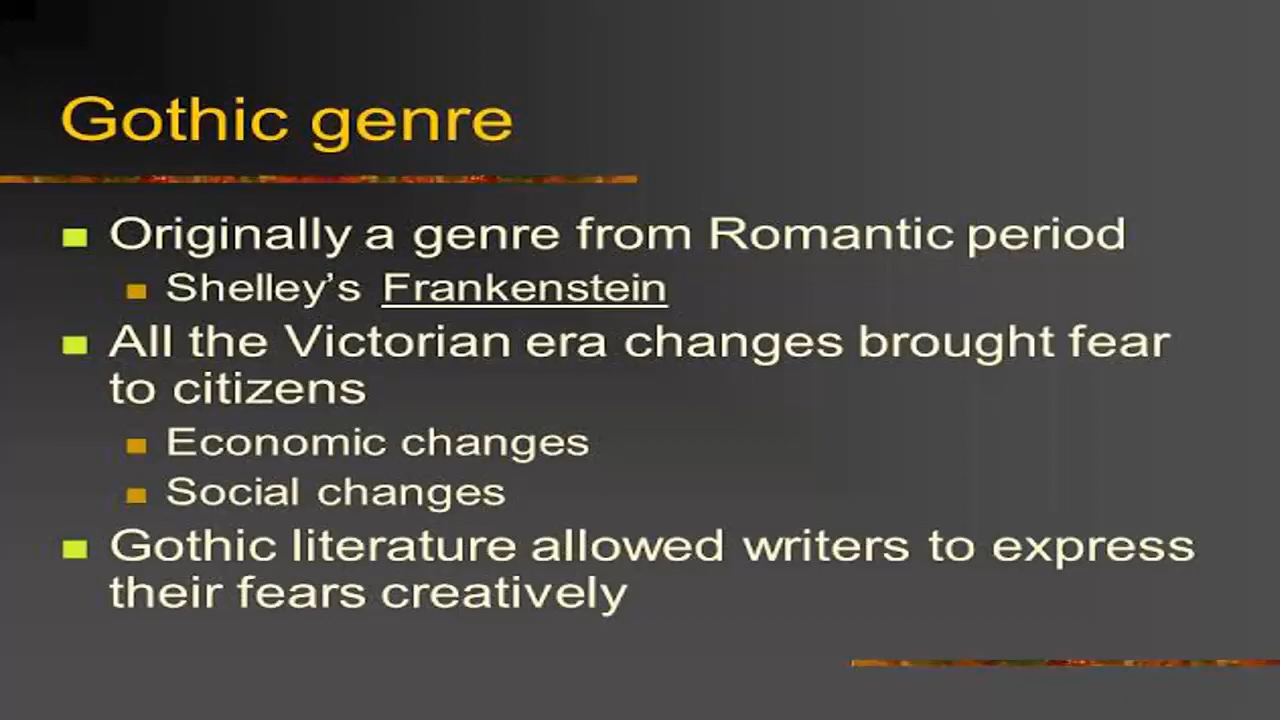 Gothic genre
Originally a genre from Romantic period
Shelley’s Frankenstein
All the Victorian era changes brought fear
to citizens
Economic changes
Social changes
Gothic literature allowed writers to express
their fears creatively